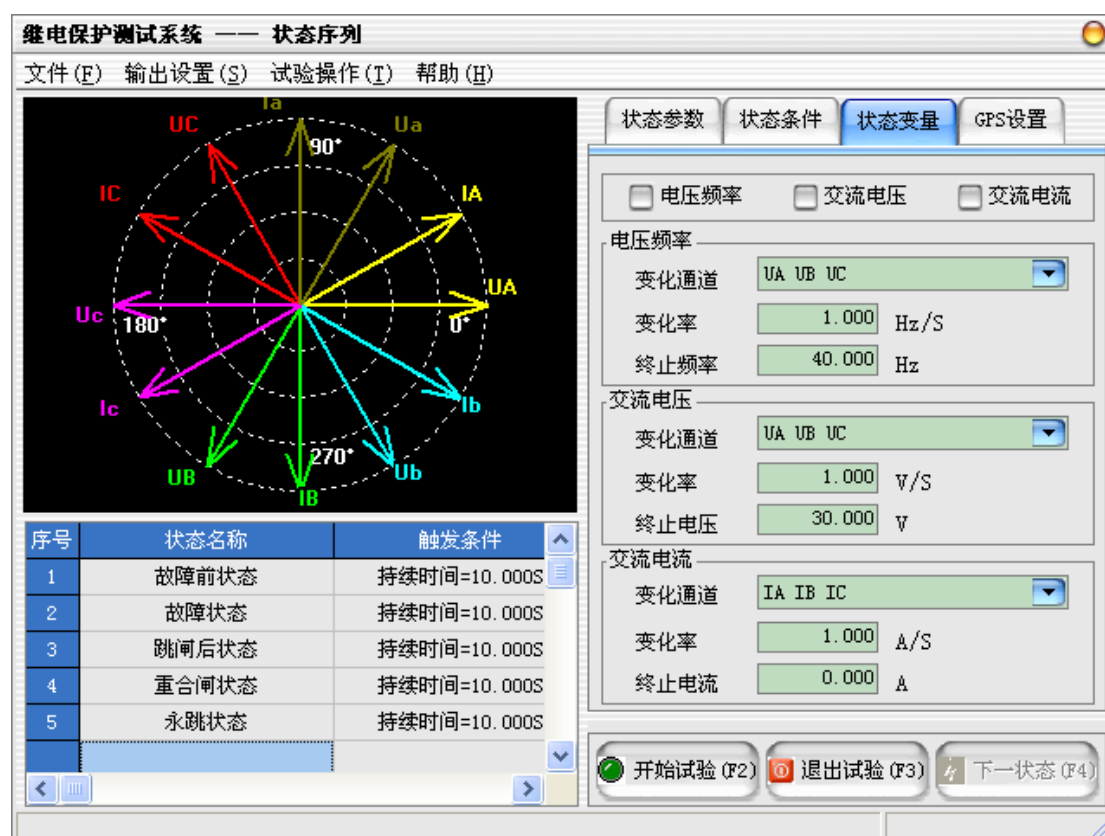 继电保护测试系统 —— 状态序列
文件(F) 输出设置(S) 试验操作(T) 帮助(H)
Ia
UC
Ua
90°
IC
IA
UA
Uc
180°
0°
Ic
Ib
270°
UB
Ub
IB
序号 状态名称 触发条件
1 故障前状态 持续时间=10.000S
2 故障状态 持续时间=10.000S
3 跳闸后状态 持续时间=10.000S
4 重合闸状态 持续时间=10.000S
5 永跳状态 持续时间=10.000S
状态参数 状态条件 状态变量 GPS设置
电压频率 交流电压 交流电流
电压频率
变化通道 UA UB UC
变化率 1.000 Hz/S
终止频率 40.000 Hz
交流电压
变化通道 UA UB UC
变化率 1.000 V/S
终止电压 30.000 V
交流电流
变化通道 IA IB IC
变化率 1.000 A/S
终止电流 0.000 A
开始试验(F2) 退出试验(F3) 下一状态(F4)